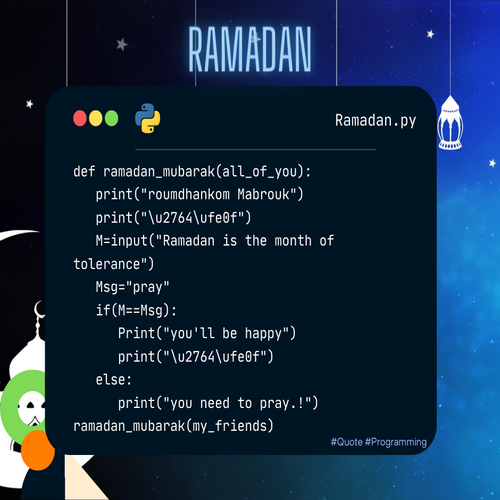 RAMADAN
Ramadan.py
def ramadan_mubarak(all_of_you):
print("roumdhankom Mabrouk")
print("\u2764\ufe0f")
M=input("Ramadan is the month of
tolerance")
Msg="pray"
if(M==Msg):
Print("you'll be happy")
print("\u2764\ufe0f")
else:
print("you need to pray.!")
ramadan_mubarak(my_friends)
#Quote #Programming